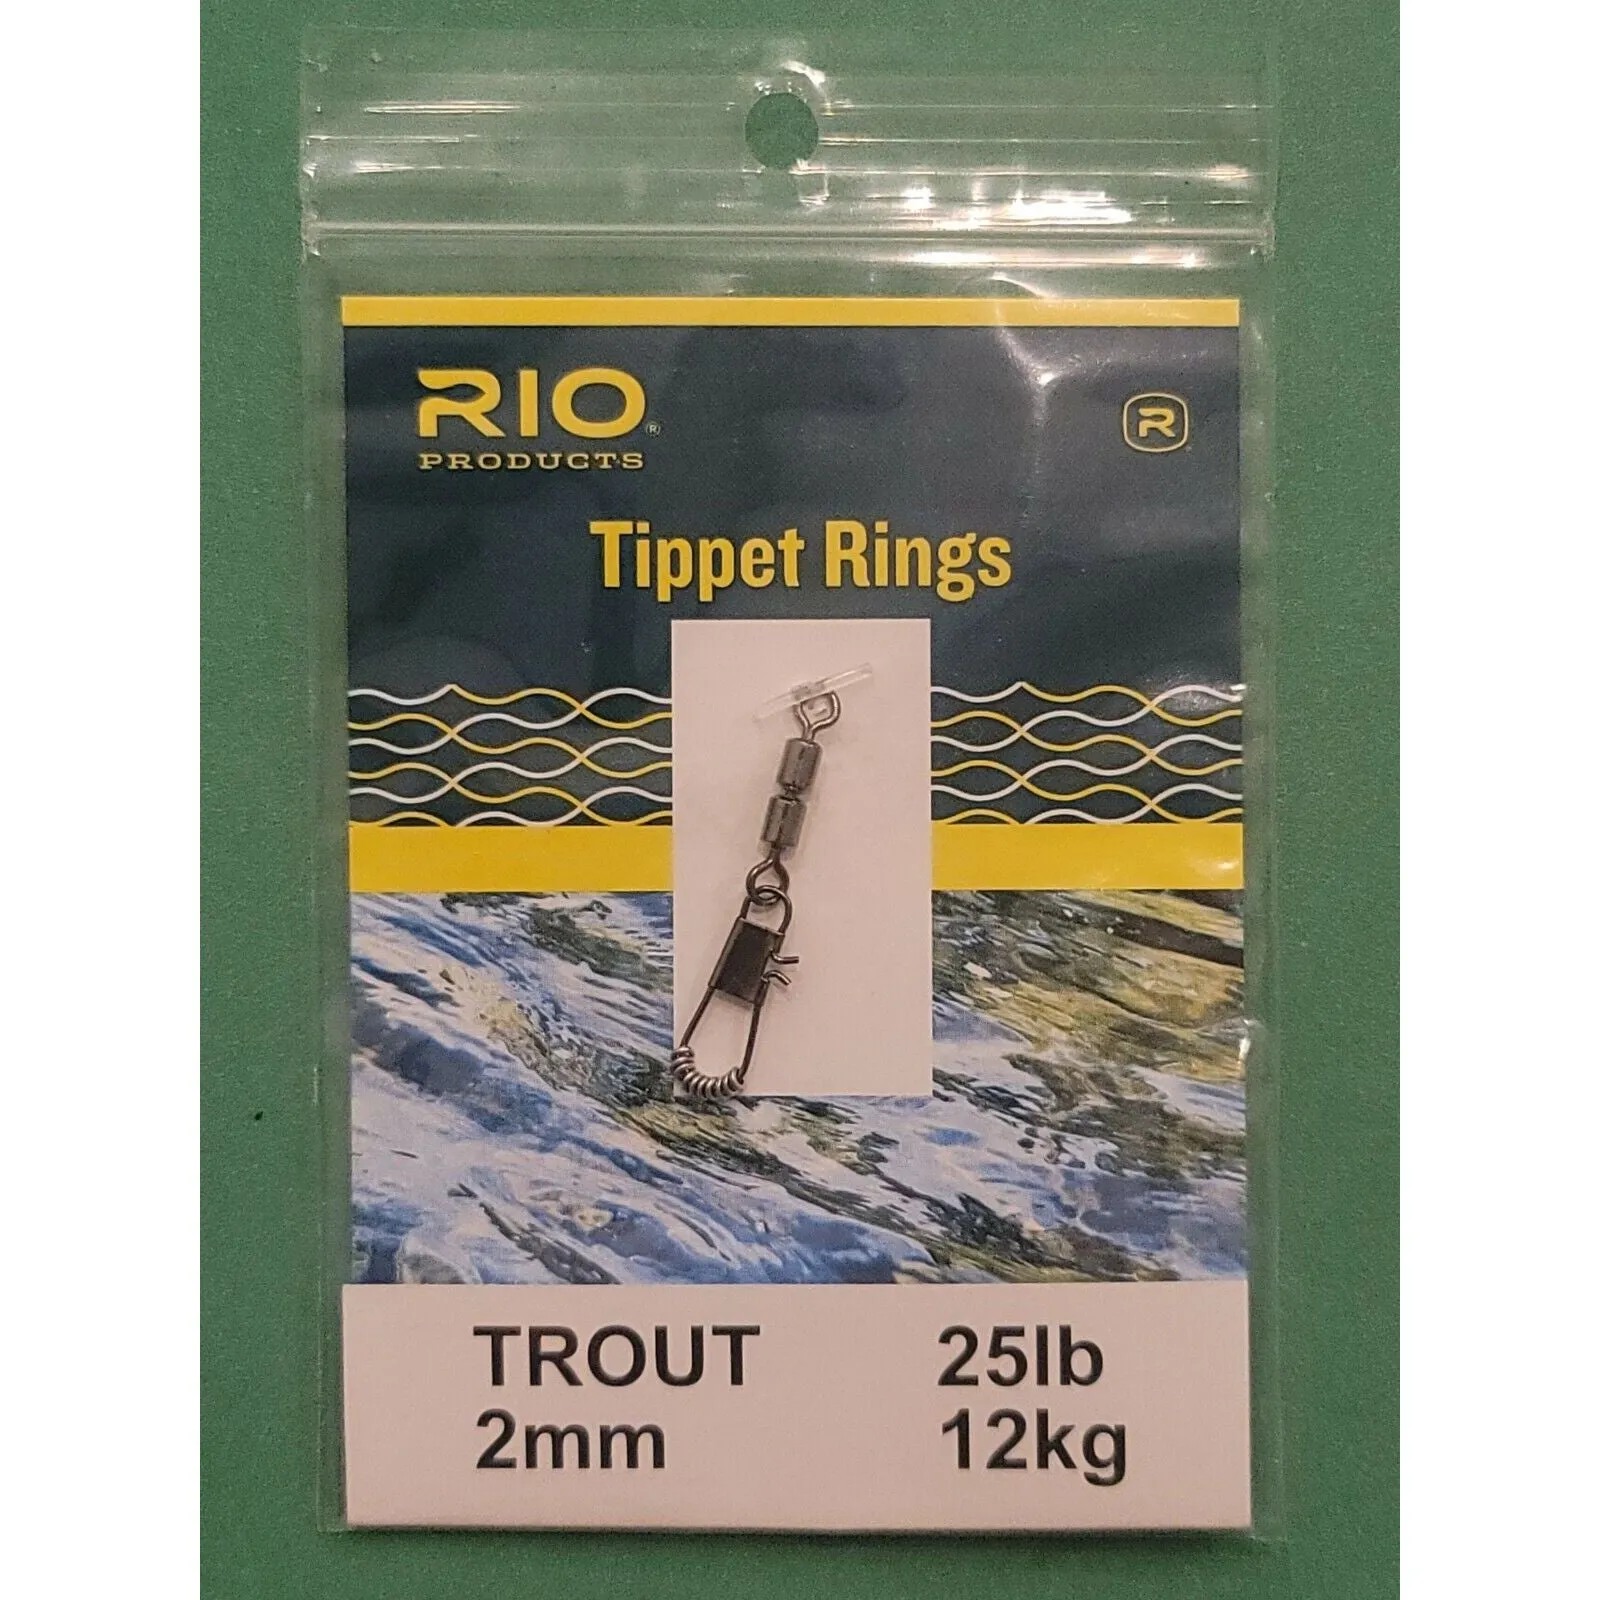 RIO®
PRODUCTS
R
Tippet Rings
TROUT 25lb
2mm 12kg